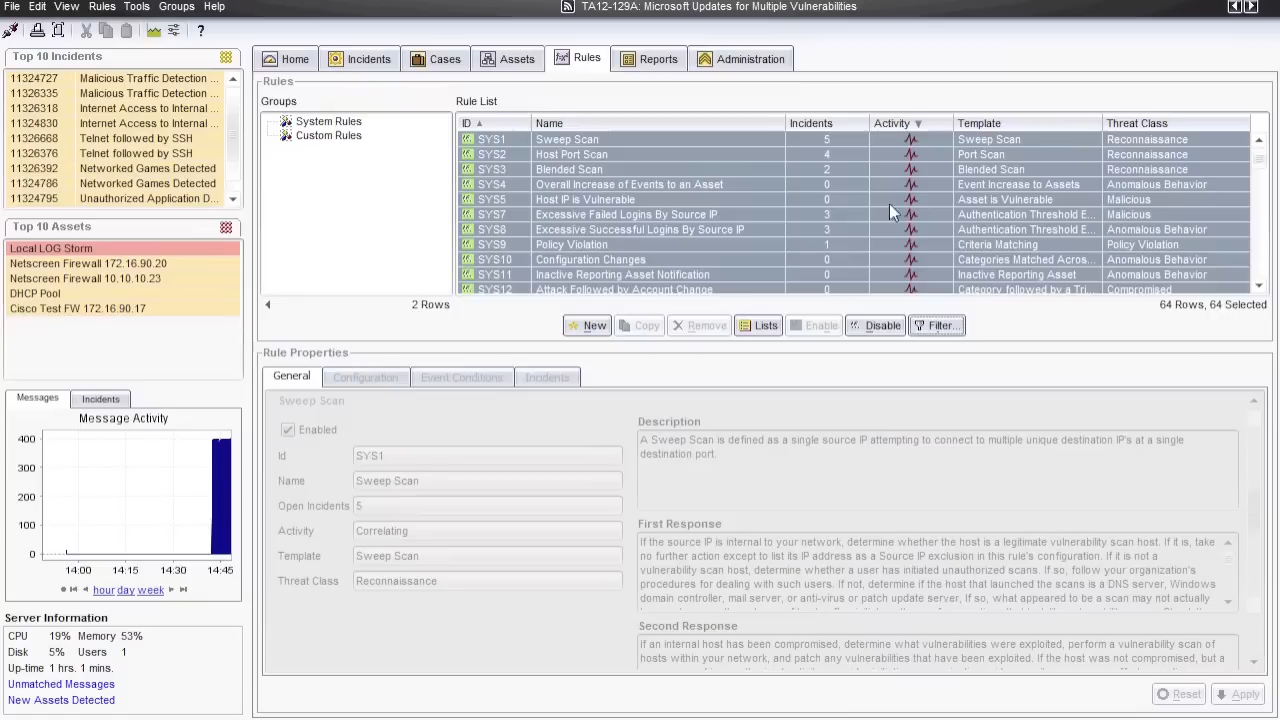 File Edit View Rules Tools Groups Help
TA12-129A: Microsoft Updates for Multiple Vulnerabilities
?
Top 10 Incidents
11324727 Malicious Traffic Detection ...
11326335 Malicious Traffic Detection ...
11326318 Internet Access to Internal ...
11324830 Internet Access to Internal ...
11326668 Telnet followed by SSH
11326376 Telnet followed by SSH
11326392 Networked Games Detected
11324786 Networked Games Detected
11324795 Unauthorized Application D...
Top 10 Assets
Local LOG Storm
Netscreen Firewall 172.16.90.20
Netscreen Firewall 10.10.10.23
DHCP Pool
Cisco Test FW 172.16.90.17
Messages Incidents
Message Activity
400
300
200
100
0
14:00 14:15 14:30 14:45
hour day week
Server Information
CPU 19% Memory 53%
Disk 5% Users 1
Up-time 1 hrs. 1 mins.
Unmatched Messages
New Assets Detected
Home Incidents Cases Assets Rules Reports Administration
Rules
Groups
System Rules
Custom Rules
2 Rows
Rule List
ID Name Incidents Activity Template Threat Class
SYS1 Sweep Scan 5 Sweep Scan Reconnaissance
SYS2 Host Port Scan 4 Port Scan Reconnaissance
SYS3 Blended Scan 2 Blended Scan Reconnaissance
SYS4 Overall Increase of Events to an Asset 0 Event Increase to Assets Anomalous Behavior
SYS5 Host IP is Vulnerable 0 Asset is Vulnerable Malicious
SYS7 Excessive Failed Logins By Source IP 3 Authentication Threshold E... Malicious
SYS8 Excessive Successful Logins By Source IP 3 Authentication Threshold E... Anomalous Behavior
SYS9 Policy Violation 1 Criteria Matching Policy Violation
SYS10 Configuration Changes 0 Categories Matched Acros... Anomalous Behavior
SYS11 Inactive Reporting Asset Notification 0 Inactive Reporting Asset Anomalous Behavior
SYS12 Attack Followed by Account Change 0 Category followed by a Tri... Compromised
64 Rows, 64 Selected
New Copy Remove Lists Enable Disable Filter...
Rule Properties
General Configuration Event Conditions Incidents
Sweep Scan
Enabled
Id SYS1
Name Sweep Scan
Open Incidents 5
Activity Correlating
Template Sweep Scan
Threat Class Reconnaissance
Description
A Sweep Scan is defined as a single source IP attempting to connect to multiple unique destination IP's at a single
destination port.
First Response
If the source IP is internal to your network, determine whether the host is a legitimate vulnerability scan host. If it is, take
no further action except to list its IP address as a Source IP exclusion in this rule's configuration. If it is not a
vulnerability scan host, determine whether a user has initiated unauthorized scans. If so, follow your organization's
procedures for dealing with such users. If not, determine if the host that launched the scans is a DNS server, Windows
domain controller, mail server, or anti-virus or patch update server, If so, what appeared to be a scan may not actually
Second Response
If an internal host has been compromised, determine what vulnerabilities were exploited, perform a vulnerability scan of
hosts within your network, and patch any vulnerabilities that have been exploited. If the host was not compromised, but a
Reset Apply